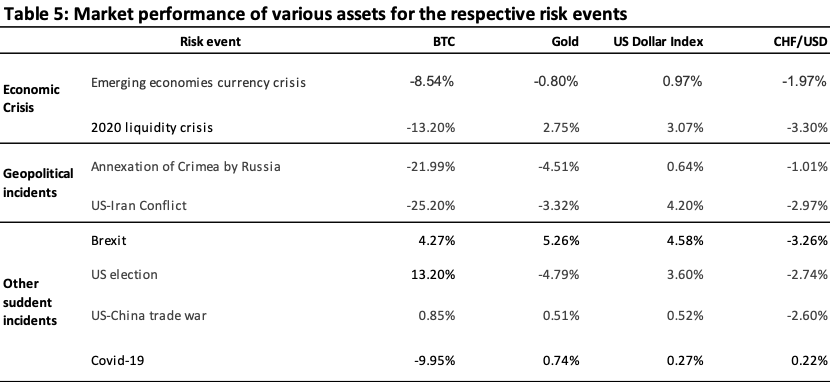 Table 5: Market performance of various assets for the respective risk events
Risk event BTC Gold US Dollar Index CHF/USD
Economic Crisis
Emerging economies currency crisis -8.54% -0.80% 0.97% -1.97%
2020 liquidity crisis -13.20% 2.75% 3.07% -3.30%
Geopolitical incidents
Annexation of Crimea by Russia -21.99% -4.51% 0.64% -1.01%
US-Iran Conflict -25.20% -3.32% 4.20% -2.97%
Other suddent incidents
Brexit 4.27% 5.26% 4.58% -3.26%
US election 13.20% -4.79% 3.60% -2.74%
US-China trade war 0.85% 0.51% 0.52% -2.60%
Covid-19 -9.95% 0.74% 0.27% 0.22%